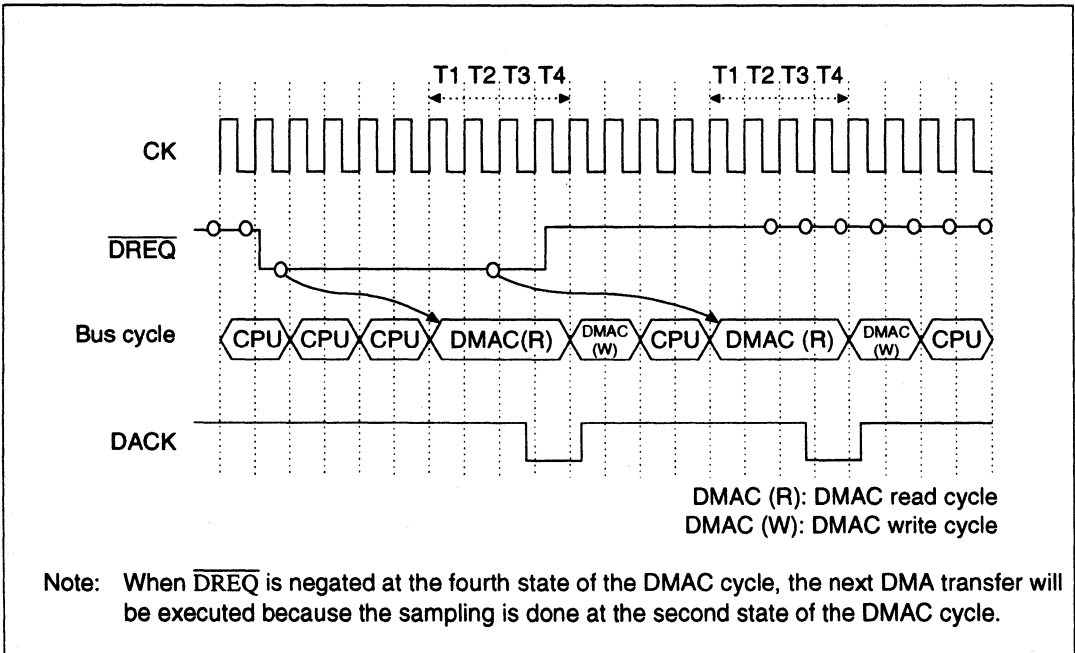 T1 T2 T3 T4 T1 T2 T3 T4
CK
DREQ
Bus cycle CPU CPU CPU DMAC(R) DMAC (W) CPU DMAC (R) DMAC (W) CPU
DACK
DMAC (R): DMAC read cycle
DMAC (W): DMAC write cycle
Note: When DREQ is negated at the fourth state of the DMAC cycle, the next DMA transfer will
be executed because the sampling is done at the second state of the DMAC cycle.